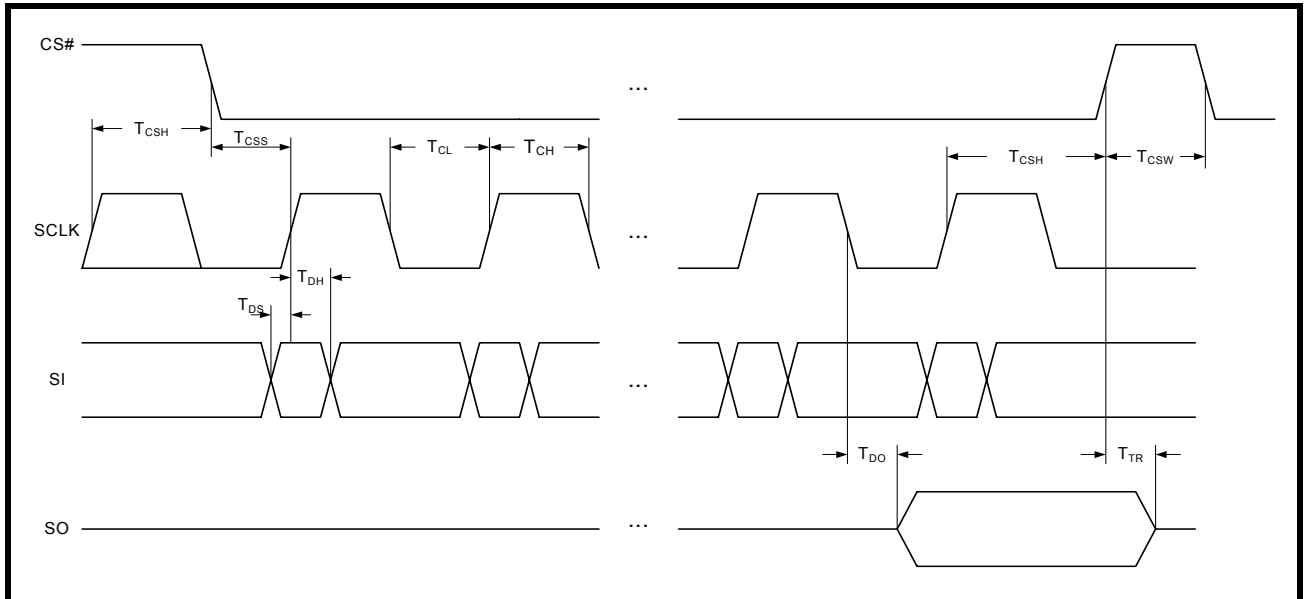 CS#
...
T_CSH
T_CSS
T_CL
T_CH
T_CSH
T_CSW
SCLK
...
T_DH
T_DS
SI
...
T_DO
T_TR
SO
...